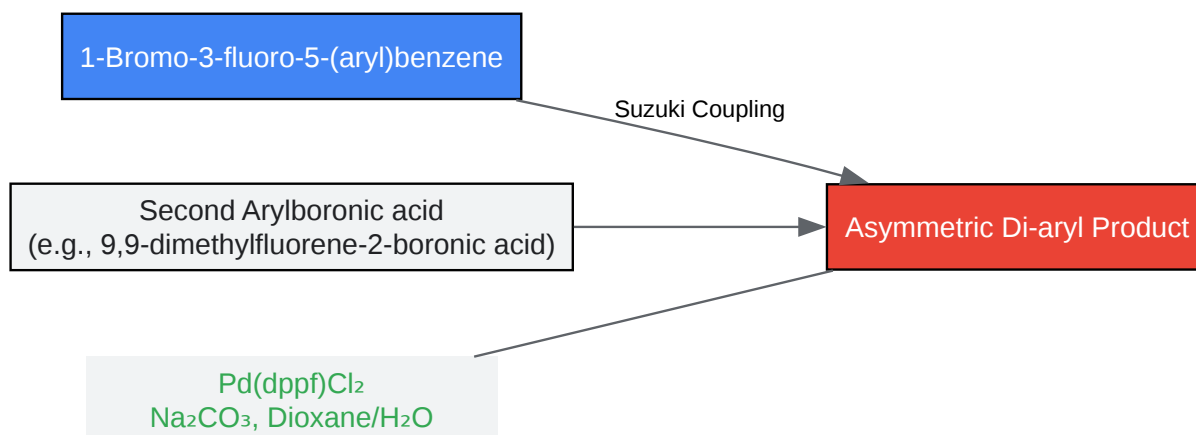 1-Bromo-3-fluoro-5-(aryl)benzene
Suzuki Coupling
Second Arylboronic acid
(e.g., 9,9-dimethylfluorene-2-boronic acid)
Asymmetric Di-aryl Product
Pd(dppf)Cl₂
Na₂CO₃, Dioxane/H₂O